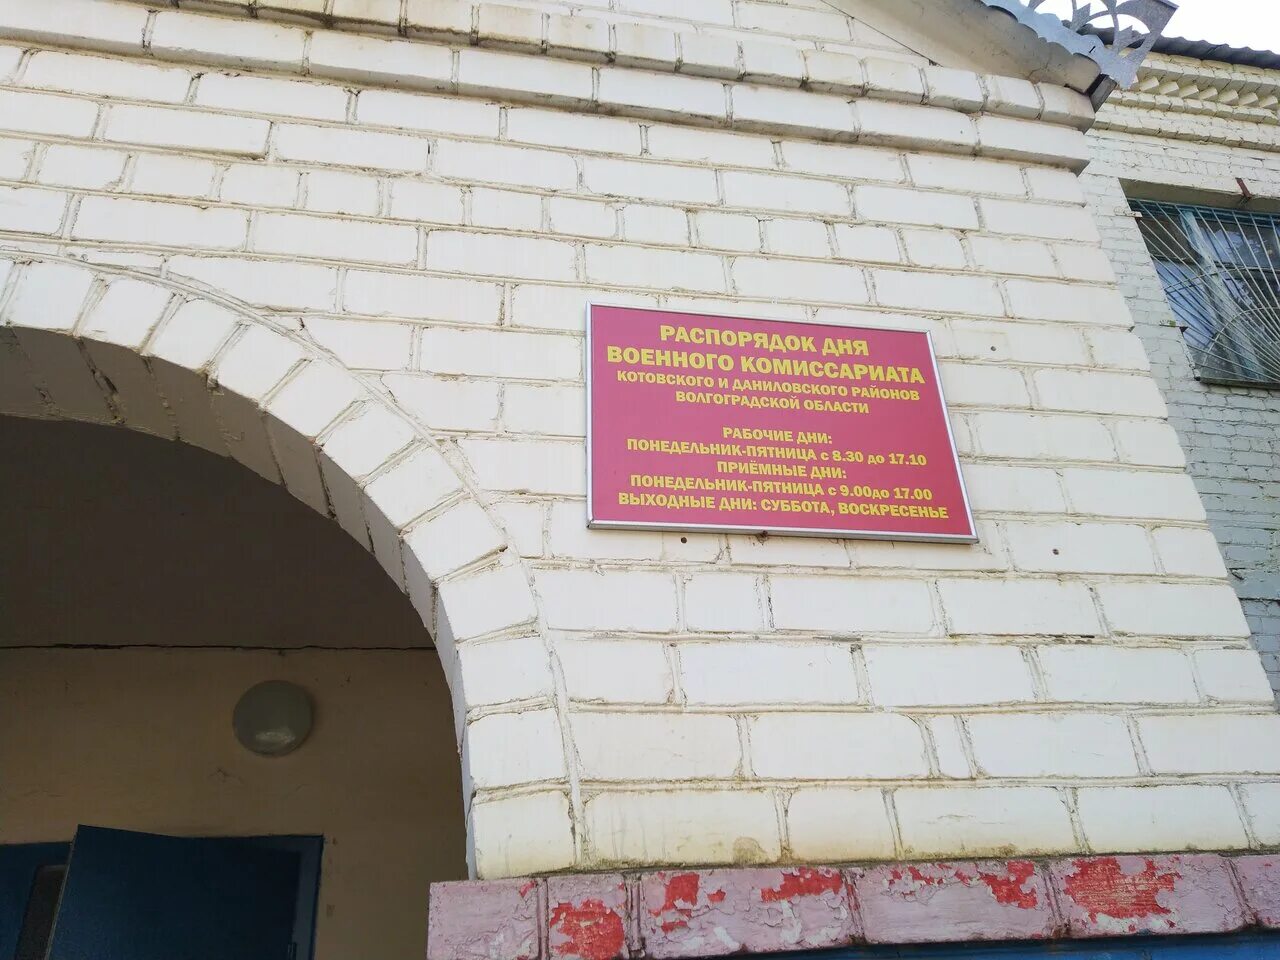 РАСПОРЯДОК ДНЯ
ВОЕННОГО КОМИССАРИАТА
КОТОВСКОГО И ДАНИЛОВСКОГО РАЙОНОВ
ВОЛГОГРАДСКОЙ ОБЛАСТИ
РАБОЧИЕ ДНИ:
ПОНЕДЕЛЬНИК-ПЯТНИЦА с 8.30 до 17.10
ПРИЁМНЫЕ ДНИ:
ПОНЕДЕЛЬНИК-ПЯТНИЦА с 9.00до 17.00
ВЫХОДНЫЕ ДНИ: СУББОТА, ВОСКРЕСЕНЬЕ